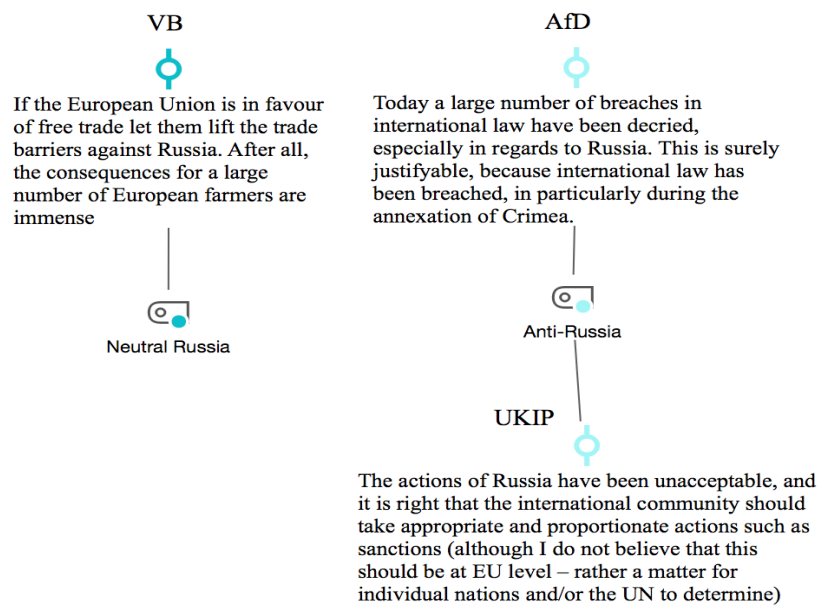 VB
If the European Union is in favour
of free trade let them lift the trade
barriers against Russia. After all,
the consequences for a large
number of European farmers are
immense
Neutral Russia
AfD
Today a large number of breaches in
international law have been decried,
especially in regards to Russia. This is surely
justifyable, because international law has
been breached, in particularly during the
annexation of Crimea.
Anti-Russia
UKIP
The actions of Russia have been unacceptable, and
it is right that the international community should
take appropriate and proportionate actions such as
sanctions (although I do not believe that this
should be at EU level – rather a matter for
individual nations and/or the UN to determine)